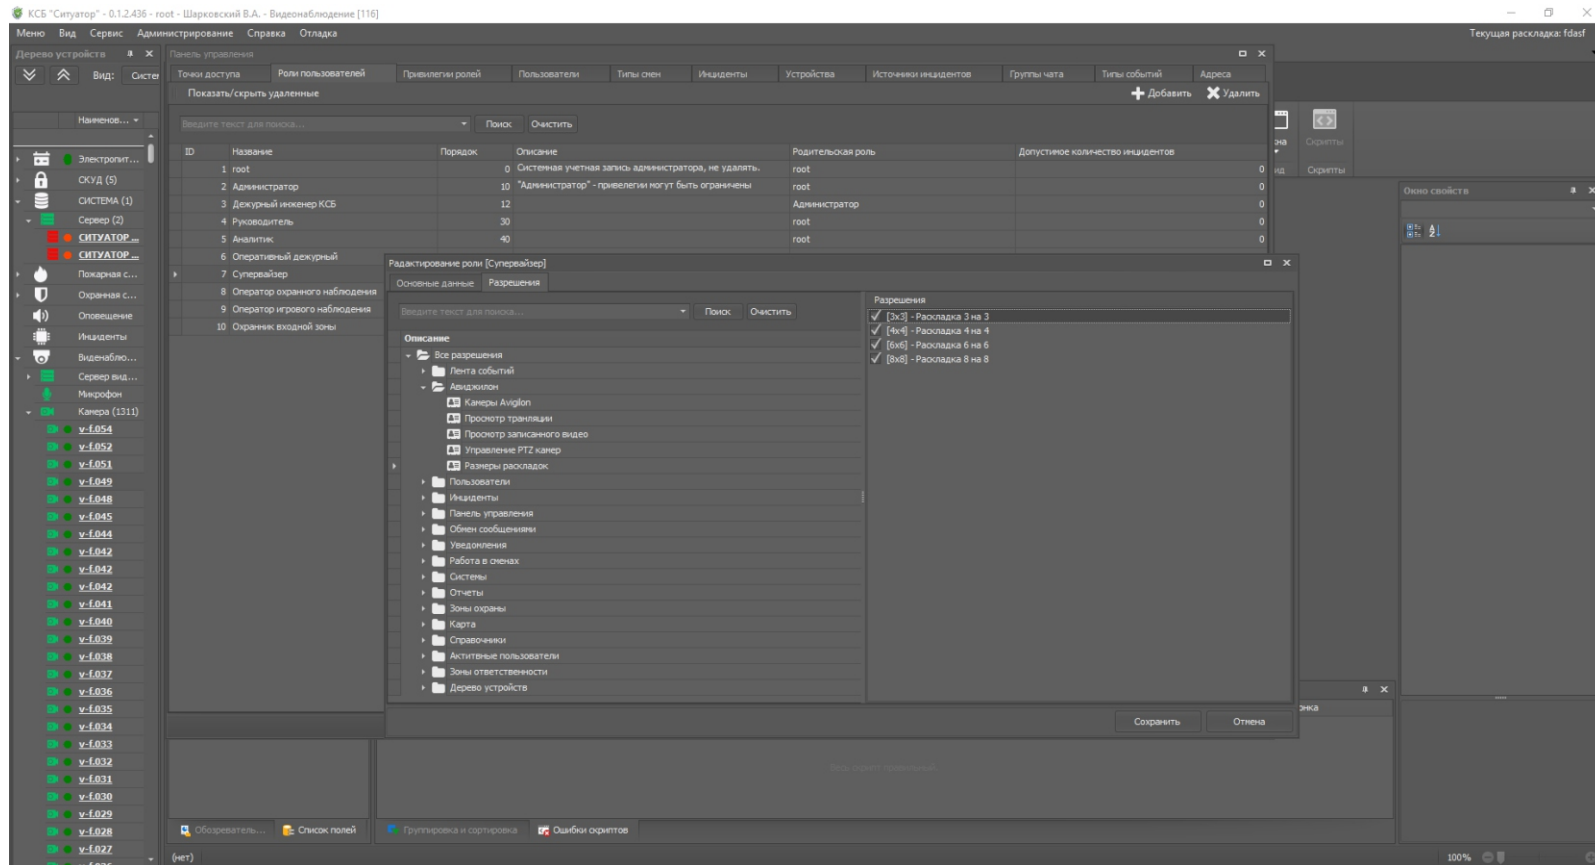 КСБ "Ситуатор" - 0.1.2.436 - root - Шарковский В.А. - Видеонаблюдение [116]
Меню Вид Сервис Администрирование Справка Отладка
Текущая раскладка: fdasf
Дерево устройств
Вид: Систем
Наименов...
Электропит...
СКУД (5)
СИСТЕМА (1)
Сервер (2)
СИТУАТОР ...
СИТУАТОР ...
Пожарная с...
Охранная с...
Оповещение
Инциденты
Виденаблю...
Сервер вид...
Микрофон
Камера (1311)
v-f.054
v-f.052
v-f.051
v-f.049
v-f.048
v-f.045
v-f.044
v-f.042
v-f.042
v-f.042
v-f.041
v-f.040
v-f.039
v-f.038
v-f.037
v-f.036
v-f.035
v-f.034
v-f.033
v-f.032
v-f.031
v-f.030
v-f.029
v-f.028
v-f.027
Панель управления
Точки доступа Роли пользователей Привилегии ролей Пользователи Типы смен Инциденты Устройства Источники инцидентов Группы чата Типы событий Адреса
Показать/скрыть удаленные Добавить Удалить
Введите текст для поиска... Поиск Очистить
ID Название Порядок Описание Родительская роль Допустимое количество инцидентов
1 root 0 Системная учетная запись администратора, не удалять. root 0
2 Администратор 10 "Администратор" - привелегии могут быть ограничены root 0
3 Дежурный инженер КСБ 12 Администратор 0
4 Руководитель 30 root 0
5 Аналитик 40 root 0
6 Оперативный дежурный
7 Супервайзер
8 Оператор охранного наблюдения
9 Оператор игрового наблюдения
10 Охранник входной зоны
Радактирование роли [Супервайзер]
Основные данные Разрешения
Введите текст для поиска... Поиск Очистить
Описание
Все разрешения
Лента событий
Авиджилон
Камеры Avigilon
Просмотр транляции
Просмотр записанного видео
Управление PTZ камер
Размеры раскладок
Пользователи
Инциденты
Панель управления
Обмен сообщениями
Уведомления
Работа в сменах
Системы
Отчеты
Зоны охраны
Карта
Справочники
Актитвные пользователи
Зоны ответственности
Дерево устройств
Разрешения
[3x3] - Раскладка 3 на 3
[4x4] - Раскладка 4 на 4
[6x6] - Раскладка 6 на 6
[8x8] - Раскладка 8 на 8
Сохранить Отмена
Скрипты
Скрипты
Окно свойств
Обозреватель... Список полей
Группировка и сортировка Ошибки скриптов
(нет)
100%